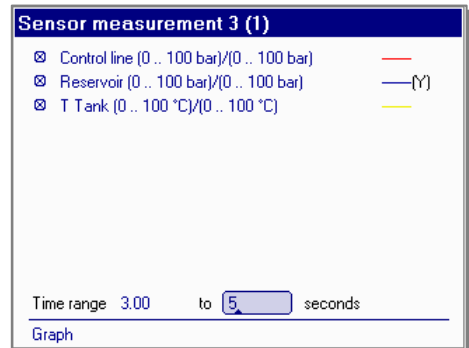 Sensor measurement 3 (1)
Control line (0 .. 100 bar)/(0 .. 100 bar)
Reservoir (0 .. 100 bar)/(0 .. 100 bar) (Y)
T Tank (0 .. 100 °C)/(0 .. 100 °C)
Time range 3.00 to 5 seconds
Graph